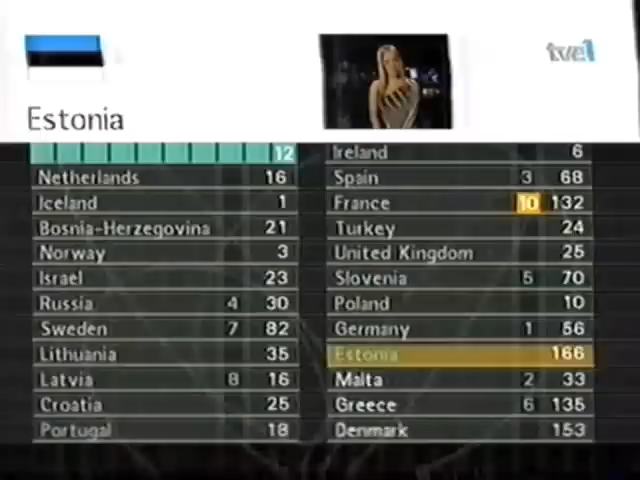 tve1
Estonia
12
Netherlands 16
Iceland 1
Bosnia-Herzegovina 21
Norway 3
Israel 23
Russia 4 30
Sweden 7 82
Lithuania 35
Latvia 8 16
Croatia 25
Portugal 18
Ireland 6
Spain 3 68
France 10 132
Turkey 24
United Kingdom 25
Slovenia 5 70
Poland 10
Germany 1 56
Estonia 166
Malta 2 33
Greece 6 135
Denmark 153